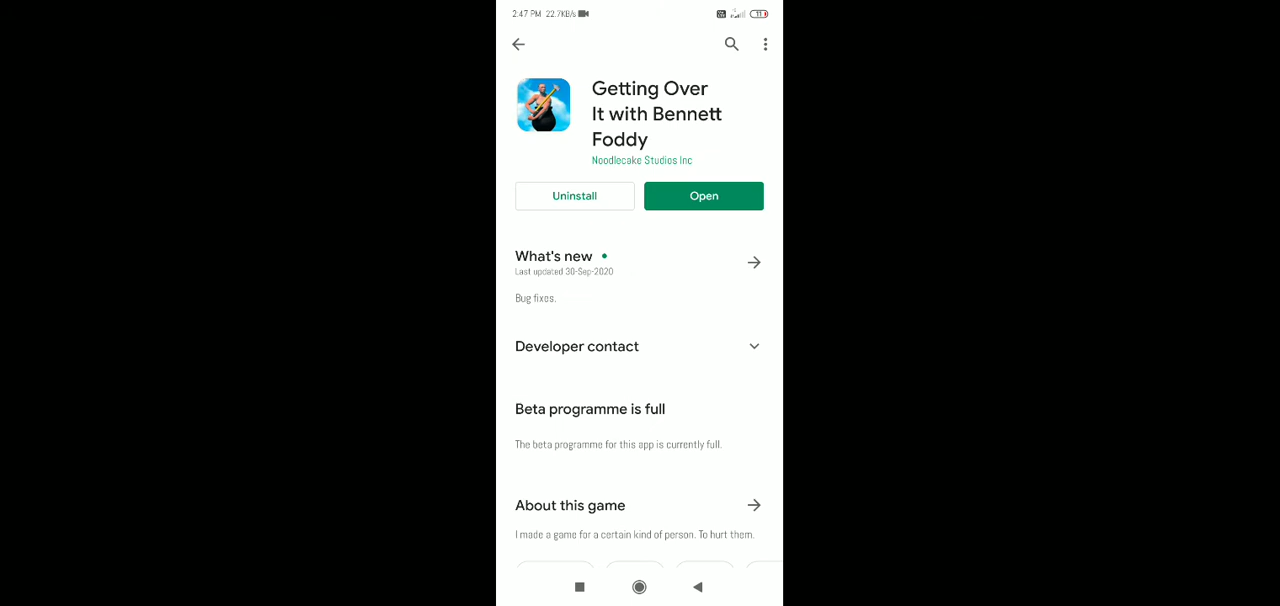 2:47 PM 22.7KB/s 11
Getting Over
It with Bennett
Foddy
Noodlecake Studios Inc
Uninstall Open
What's new
Last updated 30-Sep-2020
Bug fixes.
Developer contact
Beta programme is full
The beta programme for this app is currently full.
About this game
I made a game for a certain kind of person. To hurt them.